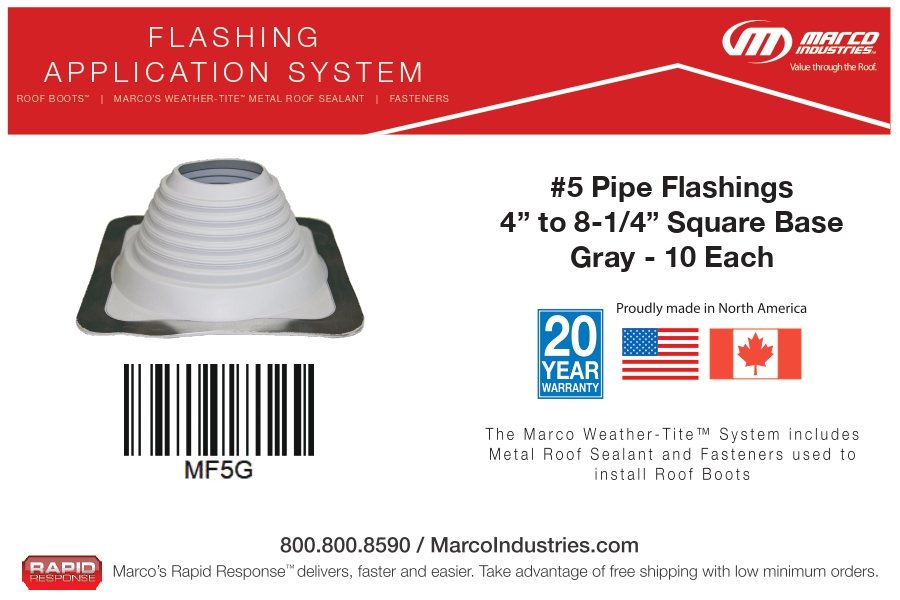 FLASHING
APPLICATION SYSTEM
ROOF BOOTS™ | MARCO'S WEATHER-TITE™ METAL ROOF SEALANT | FASTENERS
MARCO
INDUSTRIES™
Value through the Roof.
#5 Pipe Flashings
4” to 8-1/4” Square Base
Gray - 10 Each
Proudly made in North America
20
YEAR
WARRANTY
MF5G
The Marco Weather-Tite™ System includes
Metal Roof Sealant and Fasteners used to
install Roof Boots
800.800.8590 / MarcoIndustries.com
RAPID
RESPONSE
Marco’s Rapid Response™ delivers, faster and easier. Take advantage of free shipping with low minimum orders.